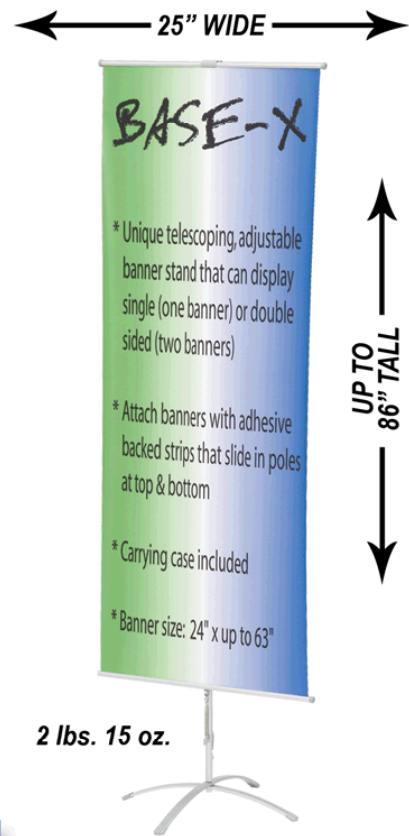 25” WIDE
BASE-X
* Unique telescoping, adjustable
banner stand that can display
single (one banner) or double
sided (two banners)
* Attach banners with adhesive
backed strips that slide in poles
at top & bottom
* Carrying case included
* Banner size: 24" x up to 63"
UP TO
86” TALL
2 lbs. 15 oz.